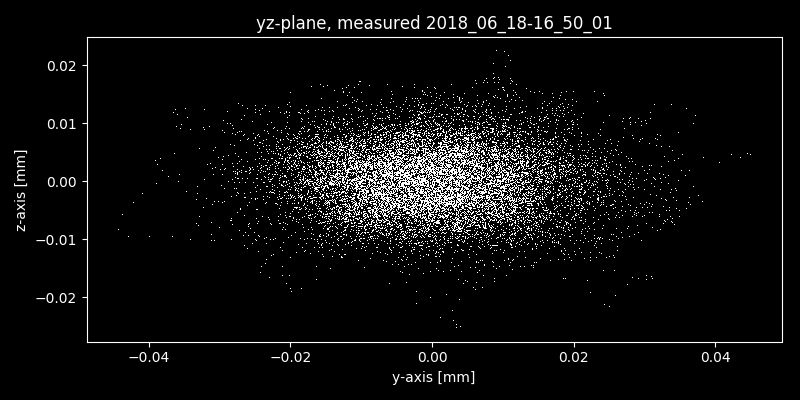 yz-plane, measured 2018_06_18-16_50_01
0.02
0.01
0.00
−0.01
−0.02
z-axis [mm]
−0.04 −0.02 0.00 0.02 0.04
y-axis [mm]